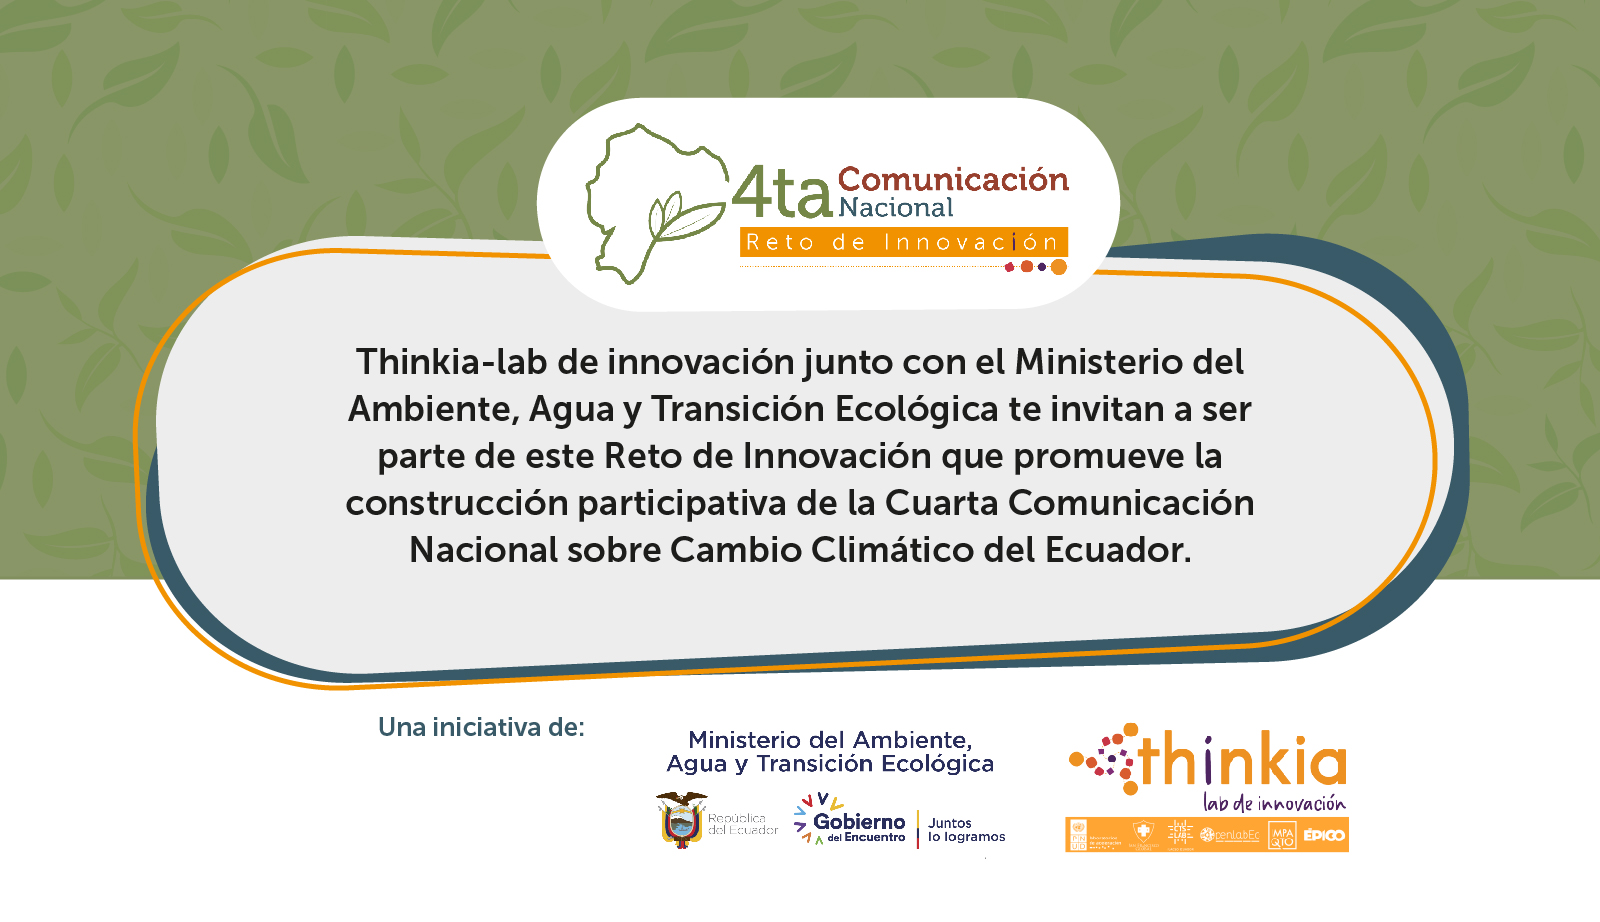 4ta Comunicación
Nacional
Reto de Innovación
Thinkia-lab de innovación junto con el Ministerio del
Ambiente, Agua y Transición Ecológica te invitan a ser
parte de este Reto de Innovación que promueve la
construcción participativa de la Cuarta Comunicación
Nacional sobre Cambio Climático del Ecuador.
Una iniciativa de:
Ministerio del Ambiente,
Agua y Transición Ecológica
República
del Ecuador
Gobierno
del Encuentro
Juntos
lo logramos
thinkia
lab de innovación
PNUD
cenlabEc
MPA
QTO
ÉPICO